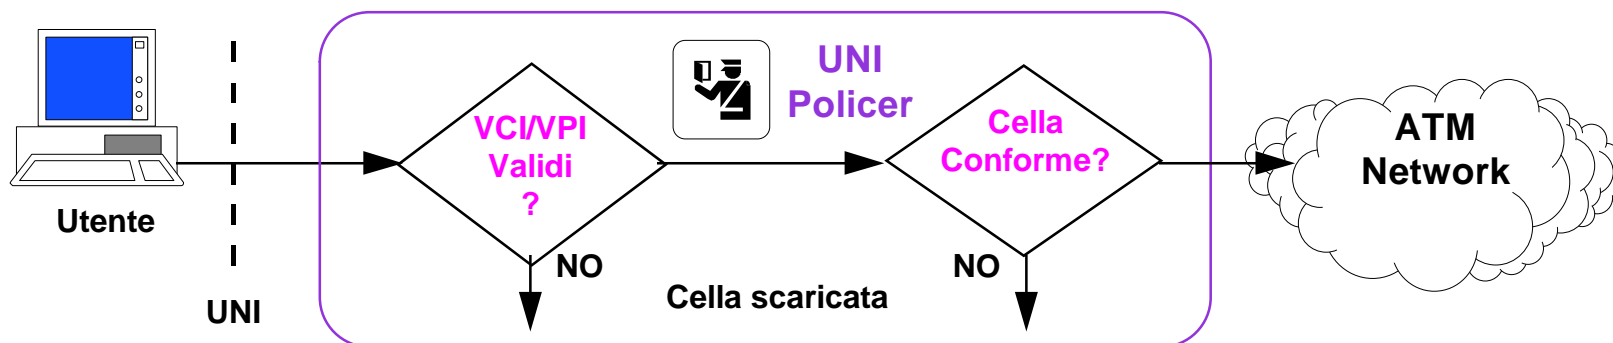 Utente
UNI
VCI/VPI
Validi
?
NO
UNI
Policer
Cella scaricata
Cella
Conforme?
NO
ATM
Network